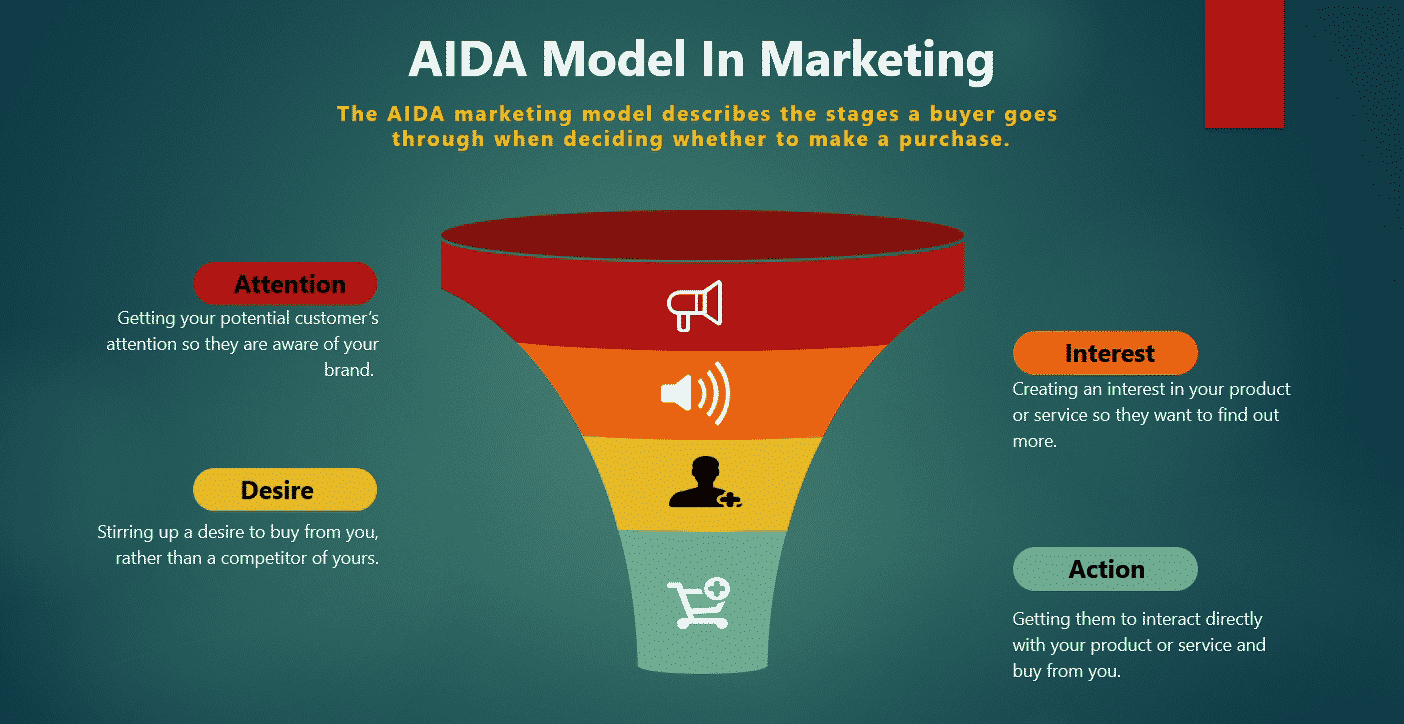 AIDA Model In Marketing
The AIDA marketing model describes the stages a buyer goes
through when deciding whether to make a purchase.
Attention
Getting your potential customer’s
attention so they are aware of your
brand.
Interest
Creating an interest in your product
or service so they want to find out
more.
Desire
Stirring up a desire to buy from you,
rather than a competitor of yours.
Action
Getting them to interact directly
with your product or service and
buy from you.